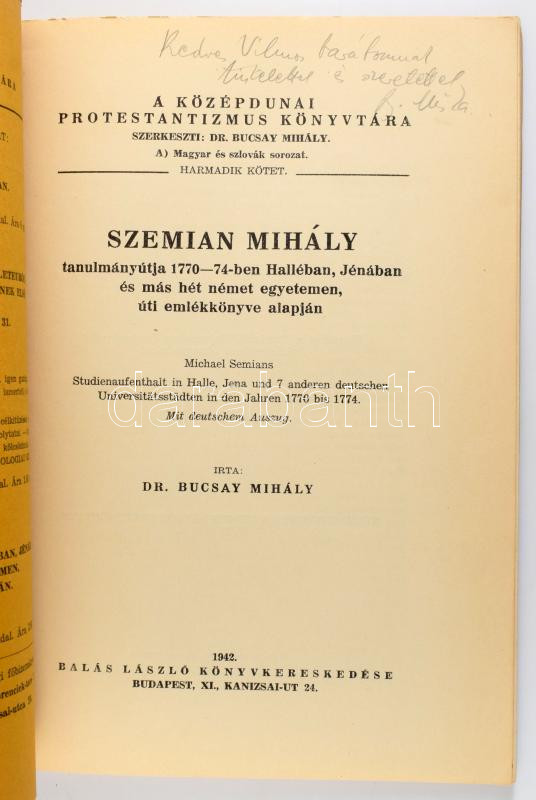 Kedves Vilmos barátomnak
tisztelettel és szeretettel
B. Miska
A KÖZÉPDUNAI
PROTESTANTIZMUS KÖNYVTÁRA
SZERKESZTI: DR. BUCSAY MIHÁLY.
A) Magyar és szlovák sorozat.
HARMADIK KÖTET.
SZEMIAN MIHÁLY
tanulmányútja 1770—74-ben Halléban, Jénában
és más hét német egyetemen,
úti emlékkönyve alapján
Michael Semians
Studienaufenthalt in Halle, Jena und 7 anderen deutschen
Universitätsstädten in den Jahren 1770 bis 1774.
Mit deutschem Auszug.
darabanth
IRTA:
DR. BUCSAY MIHÁLY
1942.
BALÁS LÁSZLÓ KÖNYVKERESKEDÉSE
BUDAPEST, XI., KANIZSAI-UT 24.